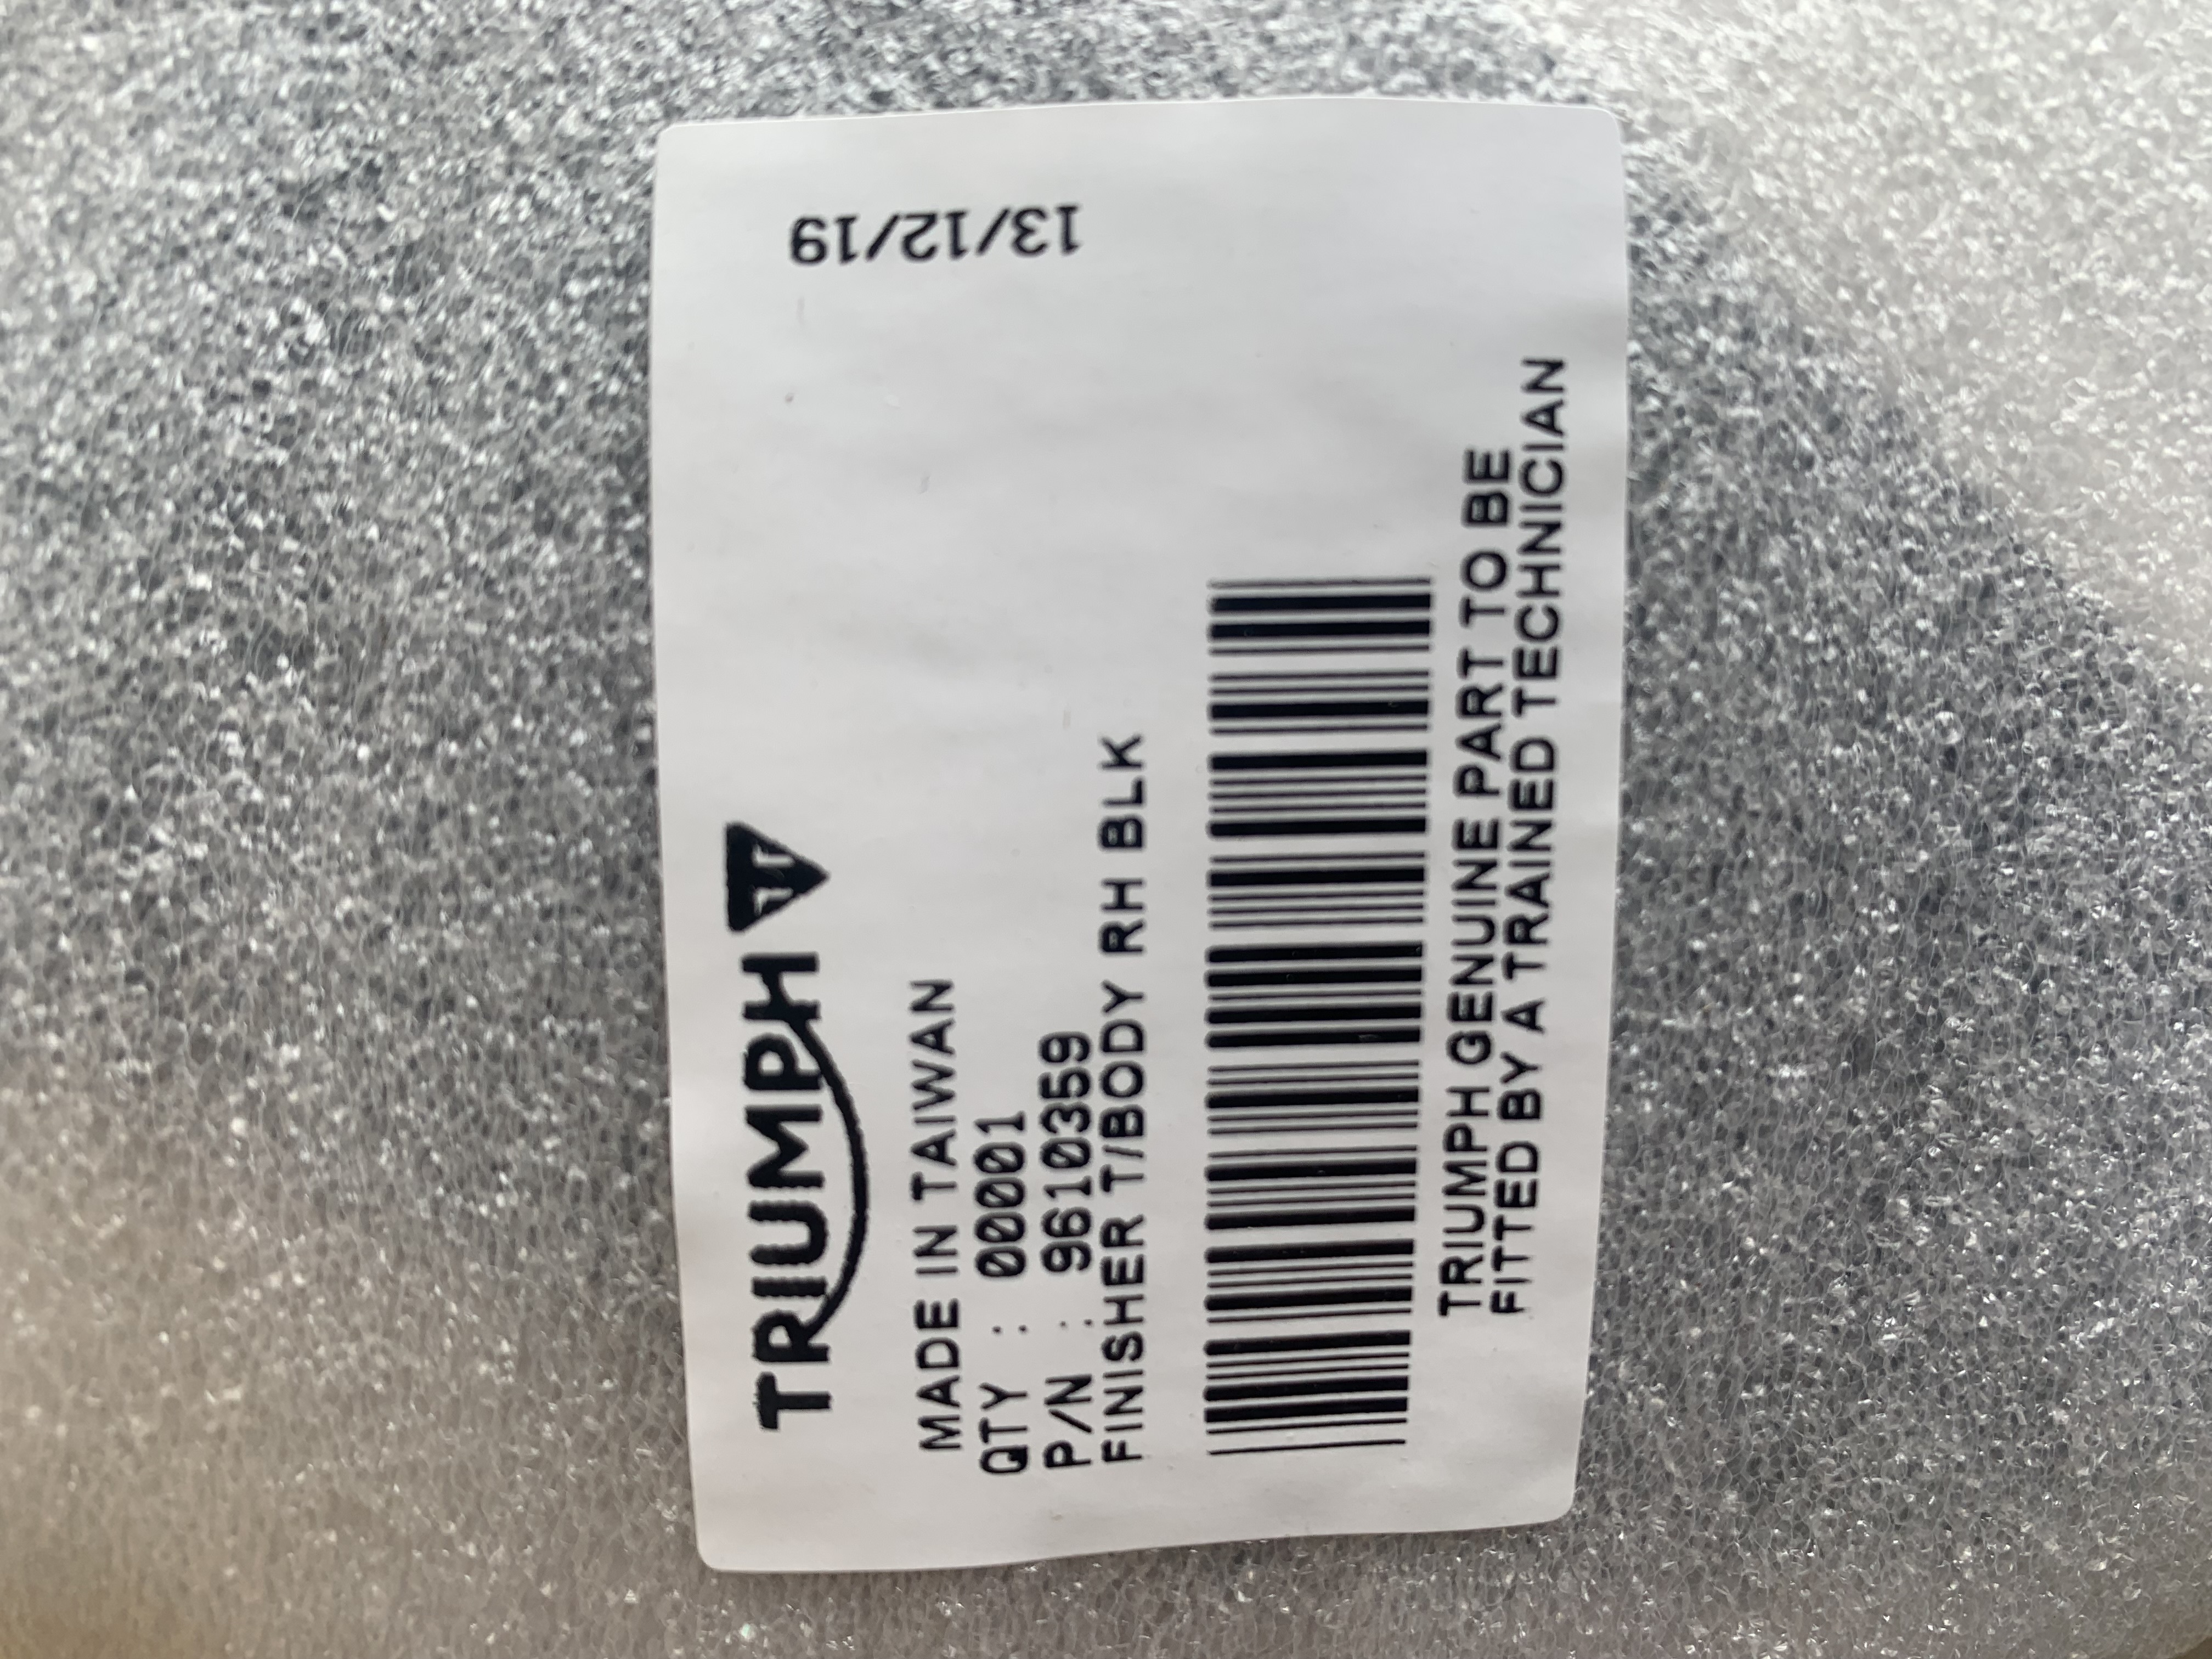 TRIUMPH
MADE IN TAIWAN
QTY : 00001
P/N : 9610359
FINISHER T/BODY RH BLK
TRIUMPH GENUINE PART TO BE
FITTED BY A TRAINED TECHNICIAN
13/12/19